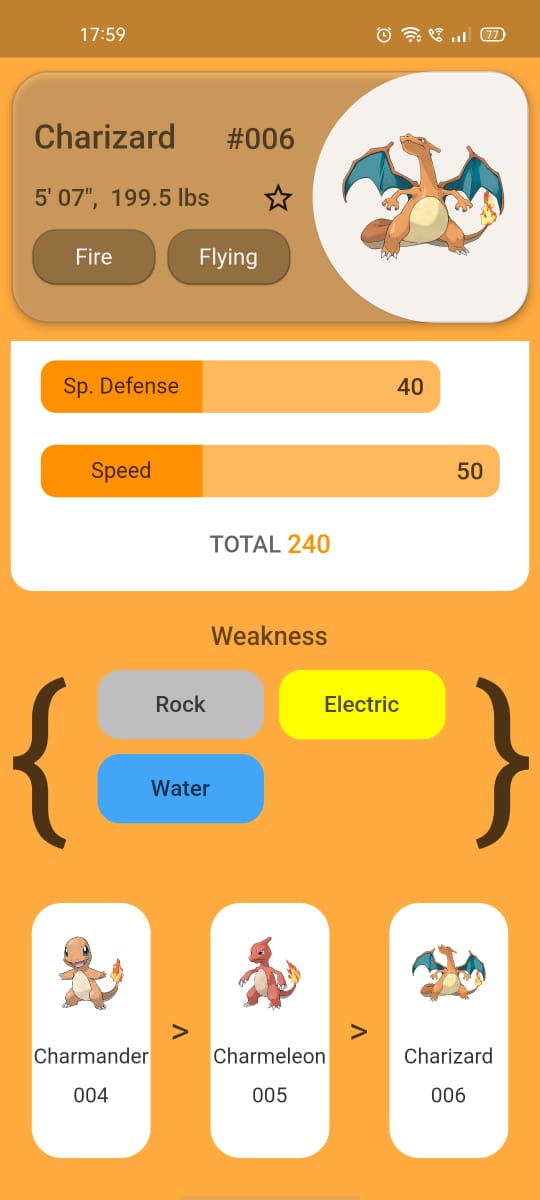 17:59
77
Charizard #006
5' 07", 199.5 lbs
Fire Flying
Sp. Defense 40
Speed 50
TOTAL 240
Weakness
{ }
Rock Electric
Water
> >
Charmander Charmeleon Charizard
004 005 006